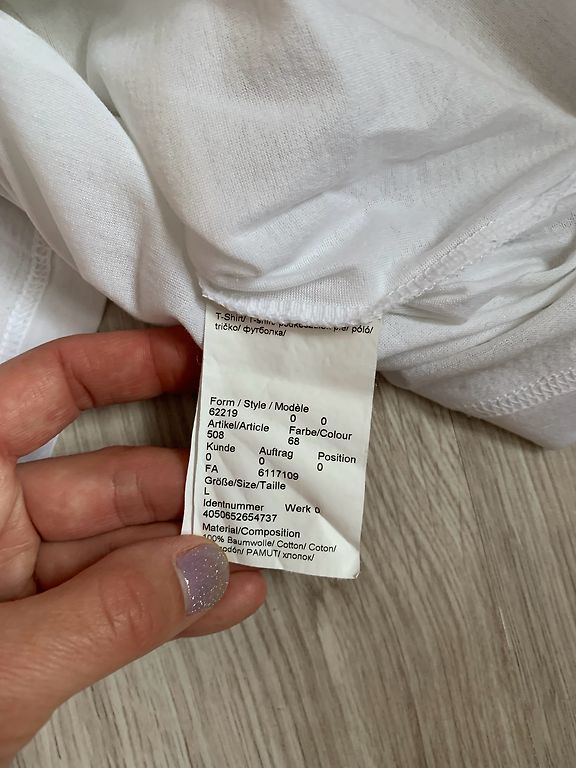 T-Shirt/ T-shirt/ póló/
tričko/ футболка/
Form / Style / Modèle
62219 0 0
Artikel/Article Farbe/Colour
508 68
Kunde Auftrag Position
0 0 0
FA 6117109
Größe/Size/Taille
L
Identnummer Werk 0
4050652654737
Material/Composition
100% Baumwolle/ Cotton/ Coton/
PAMUT/ хлопок/